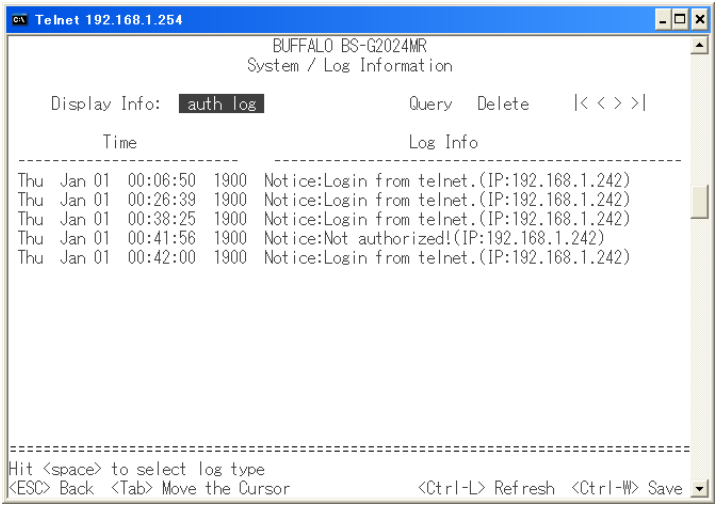 Telnet 192.168.1.254
BUFFALO BS-G2024MR
System / Log Information
Display Info: auth log Query Delete |< < > >|
Time Log Info
------------------------- ----------------------------------------------
Thu Jan 01 00:06:50 1900 Notice:Login from telnet.(IP:192.168.1.242)
Thu Jan 01 00:26:39 1900 Notice:Login from telnet.(IP:192.168.1.242)
Thu Jan 01 00:38:25 1900 Notice:Login from telnet.(IP:192.168.1.242)
Thu Jan 01 00:41:56 1900 Notice:Not authorized!(IP:192.168.1.242)
Thu Jan 01 00:42:00 1900 Notice:Login from telnet.(IP:192.168.1.242)
================================================================================
Hit <space> to select log type
<ESC> Back <Tab> Move the Cursor <Ctrl-L> Refresh <Ctrl-W> Save